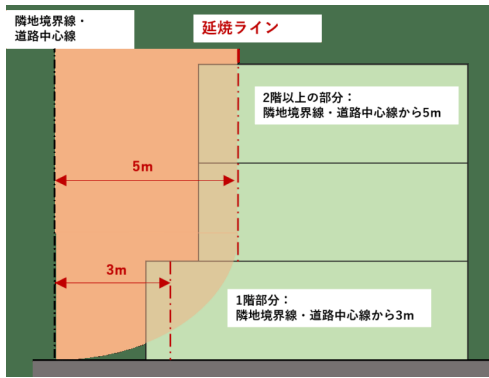 隣地境界線・
道路中心線
延焼ライン
2階以上の部分：
隣地境界線・道路中心線から5m
5m
3m
1階部分：
隣地境界線・道路中心線から3m